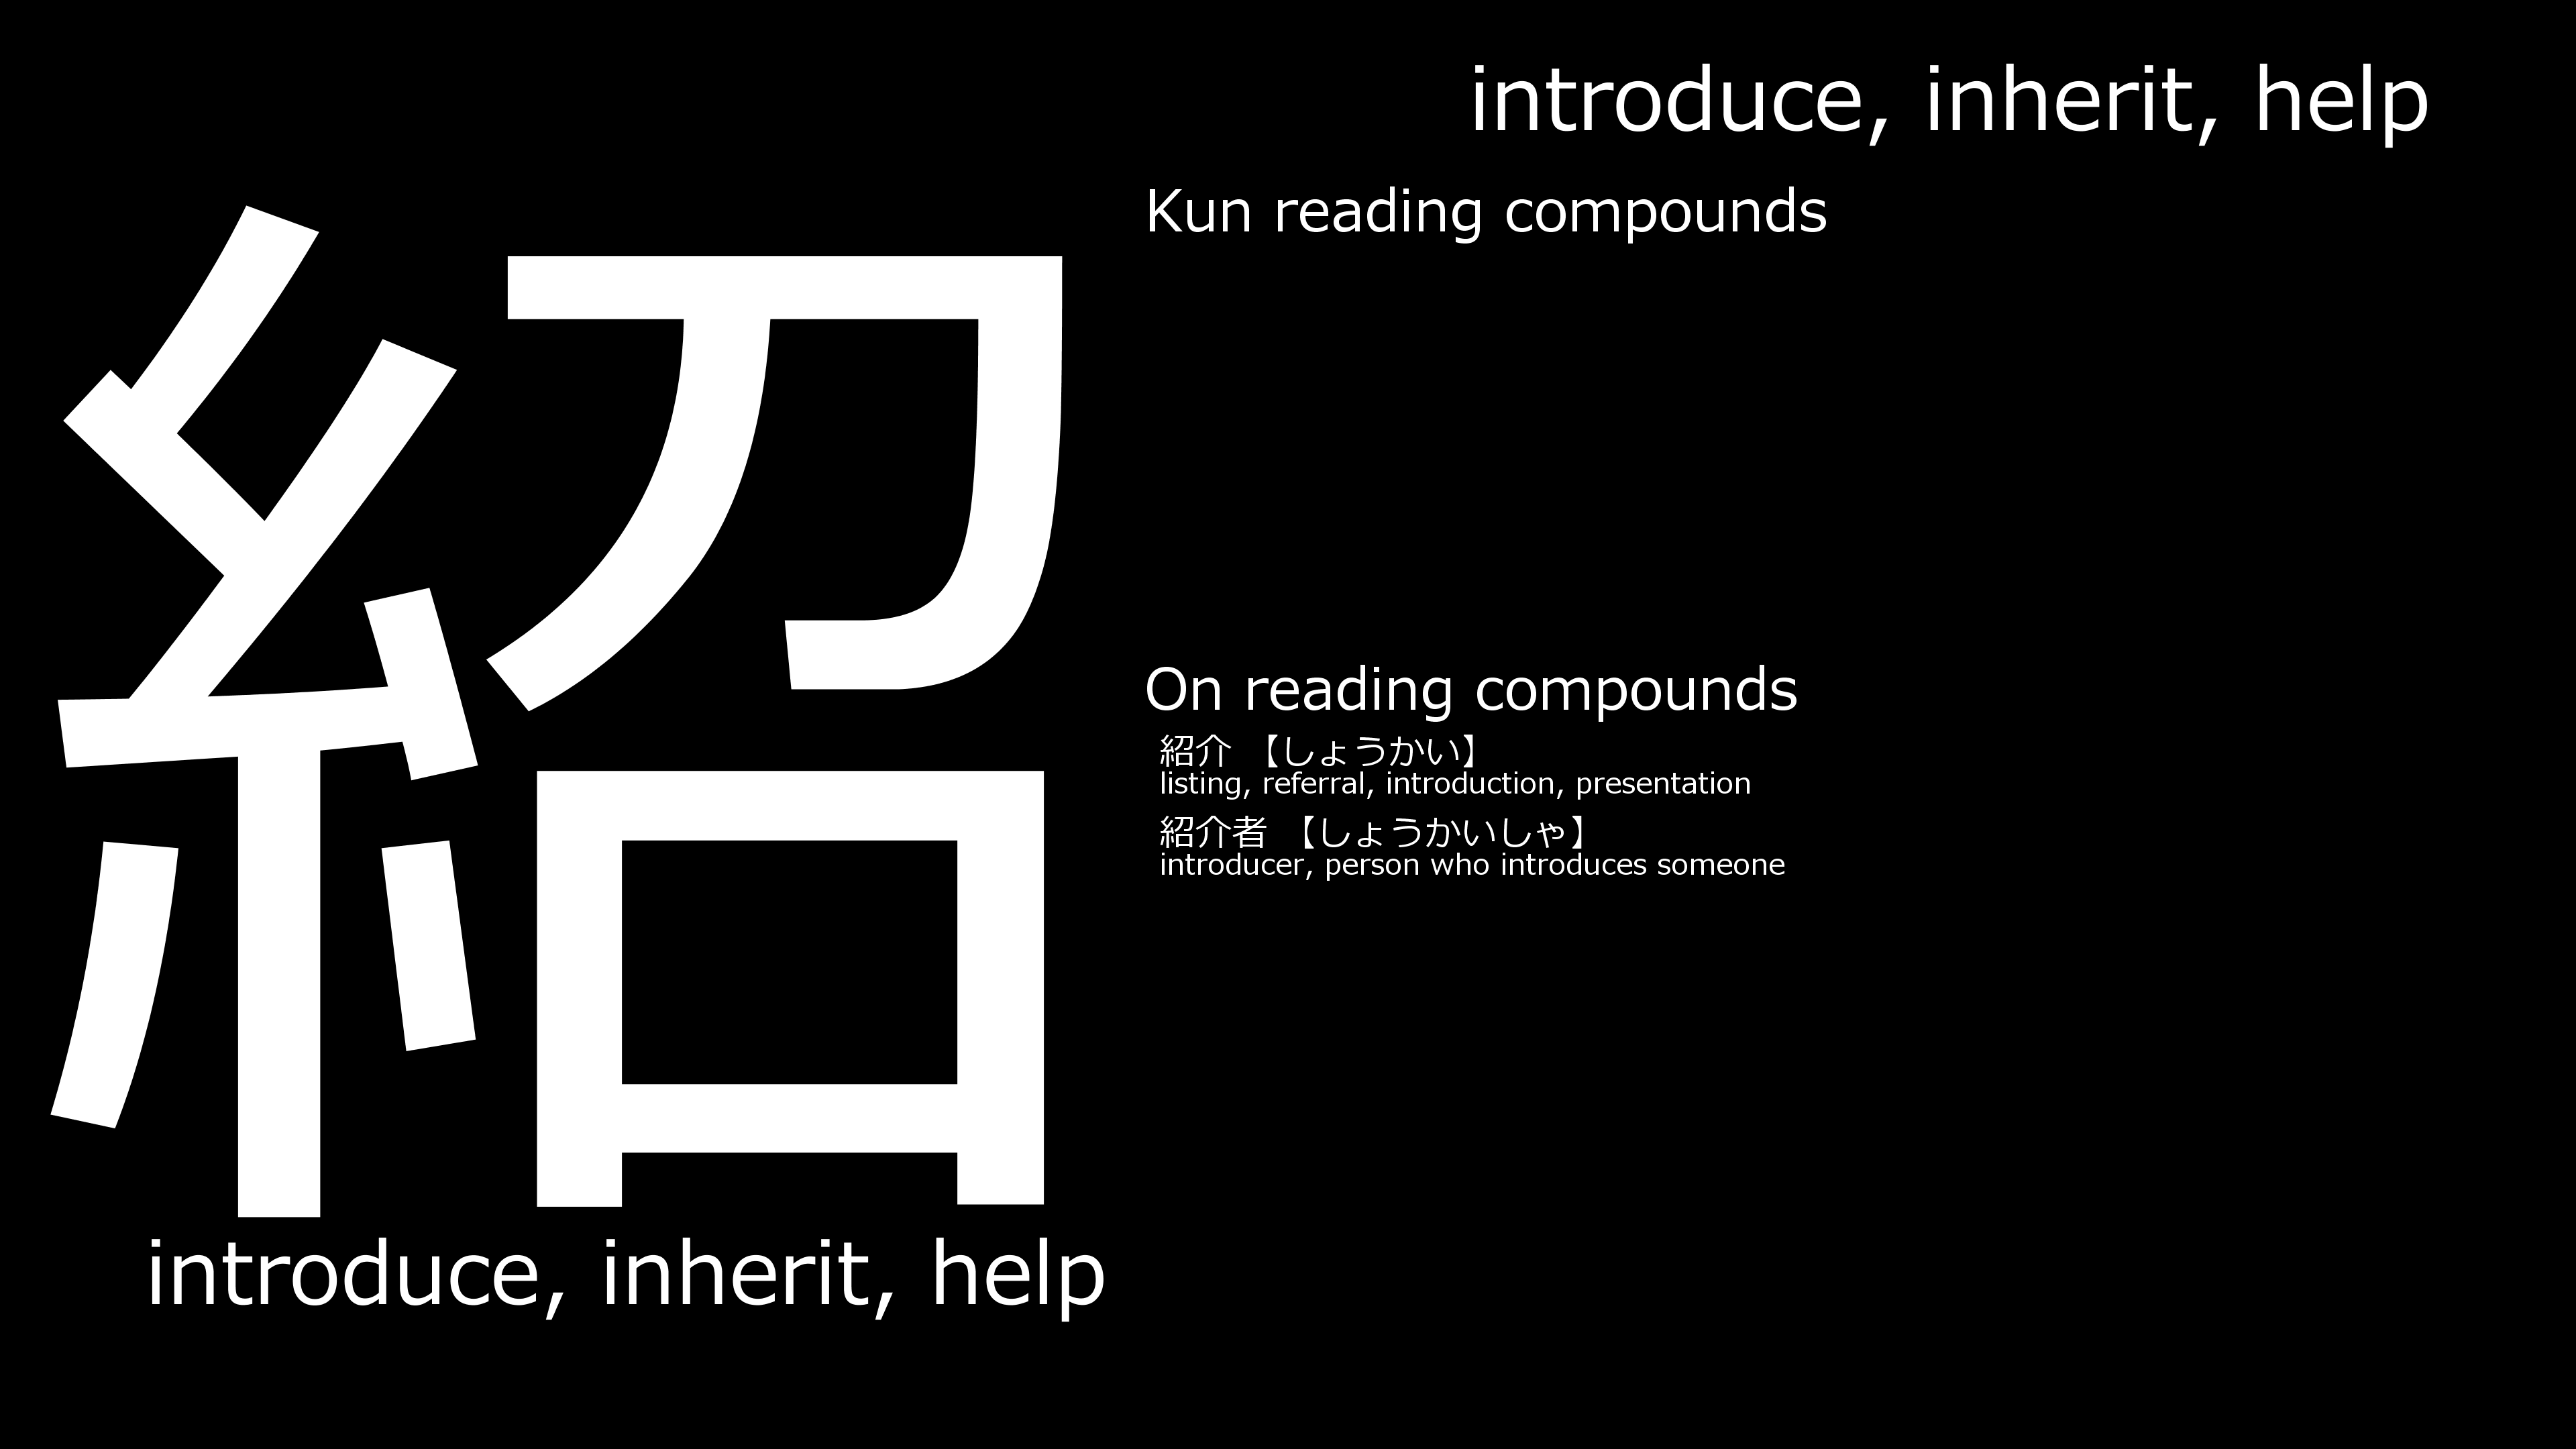 紹
introduce, inherit, help
introduce, inherit, help
Kun reading compounds
On reading compounds
紹介 【しょうかい】
listing, referral, introduction, presentation
紹介者 【しょうかいしゃ】
introducer, person who introduces someone